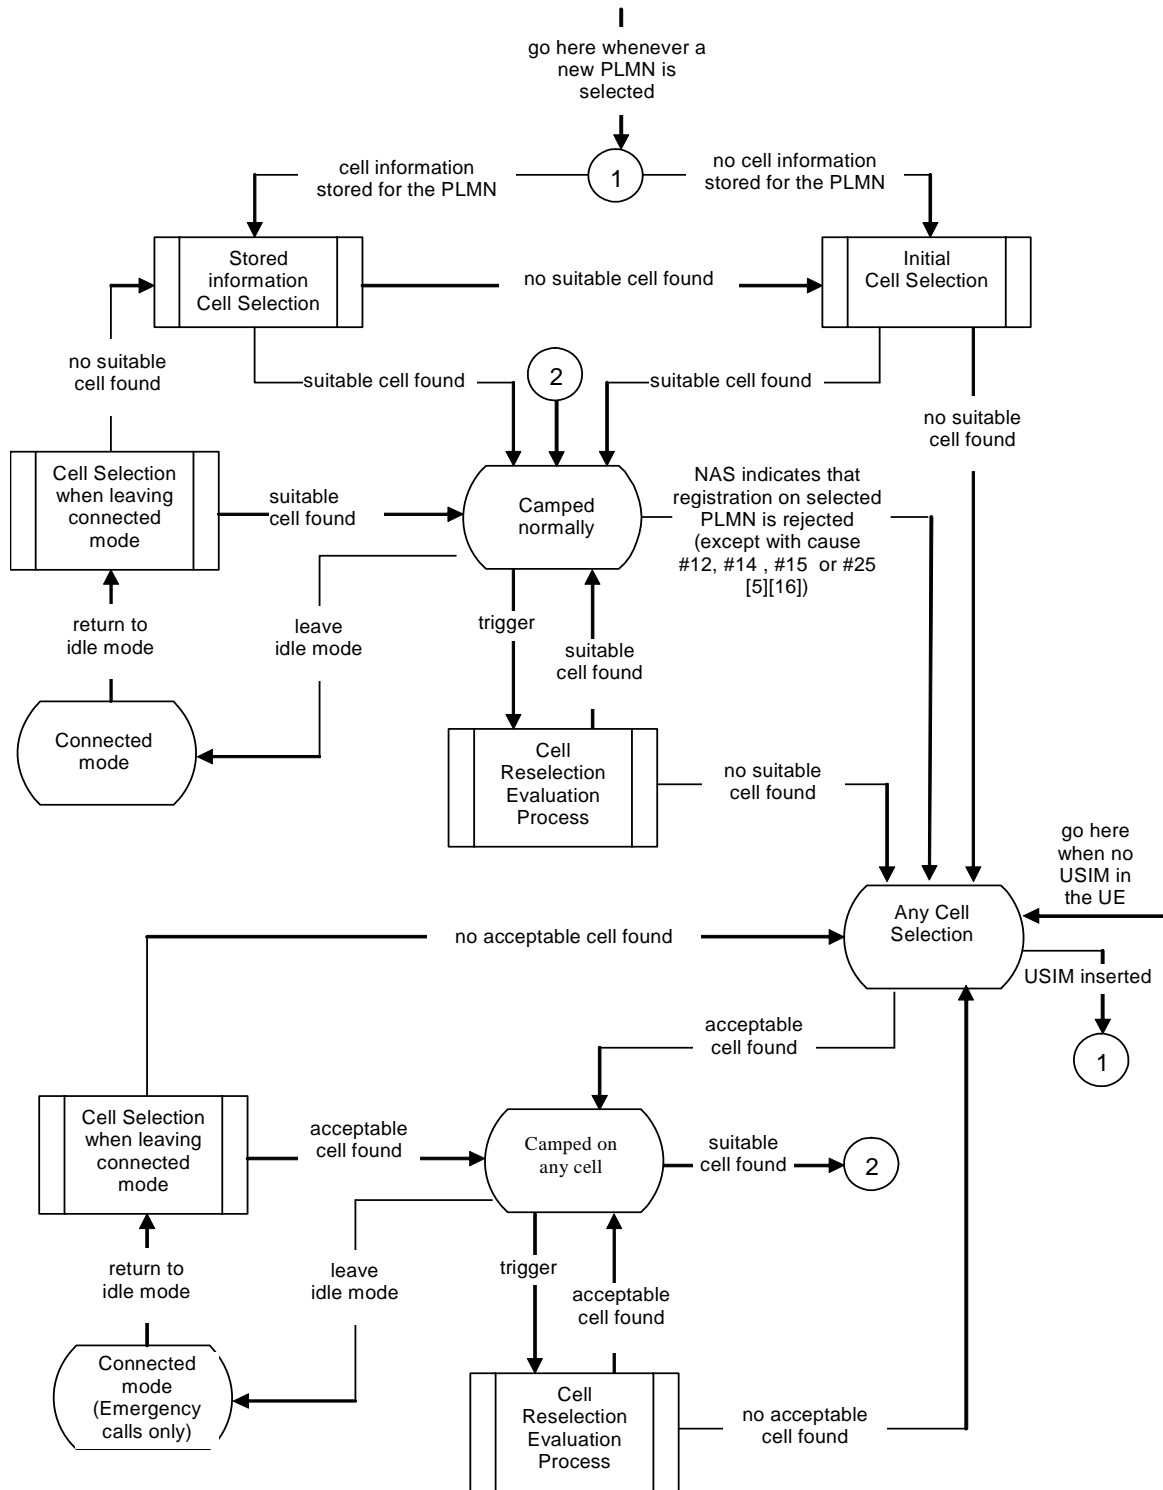 go here whenever a
new PLMN is
selected
cell information
stored for the PLMN
1
no cell information
stored for the PLMN
Stored
information
Cell Selection
no suitable cell found
Initial
Cell Selection
no suitable
cell found
suitable cell found
2
suitable cell found
no suitable
cell found
Cell Selection
when leaving
connected
mode
suitable
cell found
Camped
normally
NAS indicates that
registration on selected
PLMN is rejected
(except with cause
#12, #14 , #15 or #25
[5][16])
return to
idle mode
leave
idle mode
trigger
suitable
cell found
Connected
mode
Cell
Reselection
Evaluation
Process
no suitable
cell found
go here
when no
USIM in
the UE
Any Cell
Selection
no acceptable cell found
USIM inserted
1
acceptable
cell found
Cell Selection
when leaving
connected
mode
acceptable
cell found
Camped on
any cell
suitable
cell found
2
return to
idle mode
leave
idle mode
trigger
acceptable
cell found
Connected
mode
(Emergency
calls only)
Cell
Reselection
Evaluation
Process
no acceptable
cell found